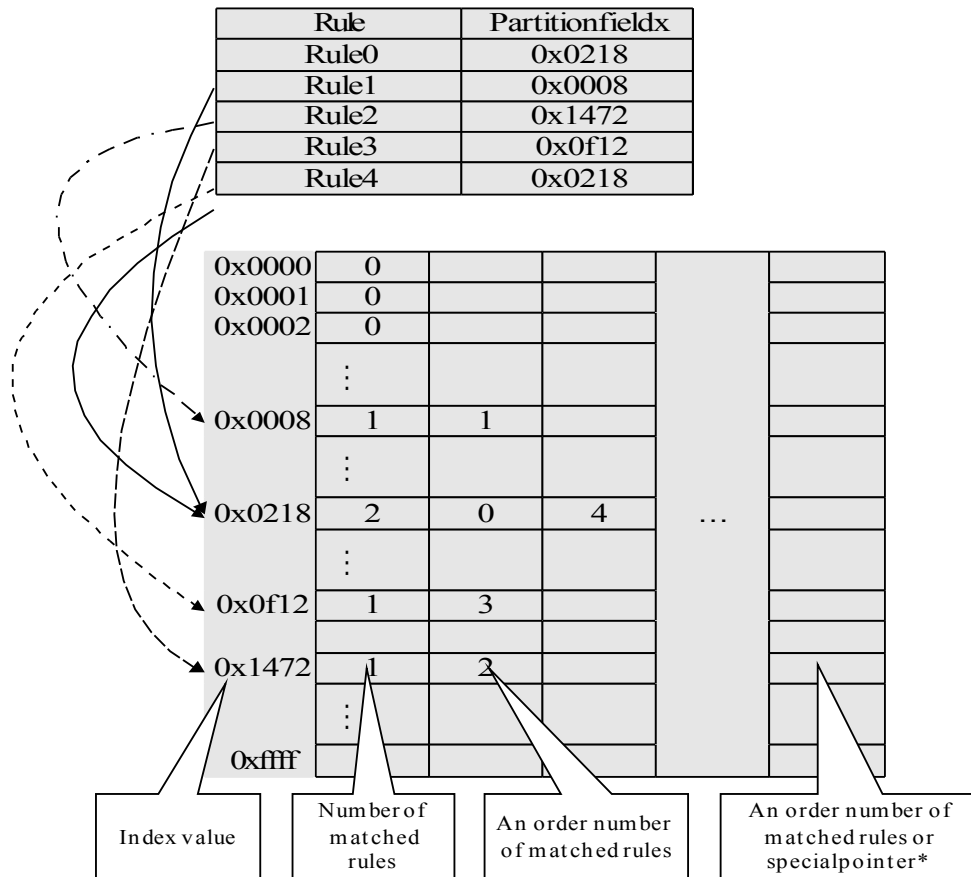 Rule Partitionfieldx
Rule0 0x0218
Rule1 0x0008
Rule2 0x1472
Rule3 0x0f12
Rule4 0x0218
0x0000 0
0x0001 0
0x0002 0
⋮
0x0008 1 1
⋮
0x0218 2 0 4 ...
⋮
0x0f12 1 3
0x1472 1 2
⋮
0xffff
Index value
Number of
matched
rules
An order number
of matched rules
An order number of
matched rules or
specialpointer*